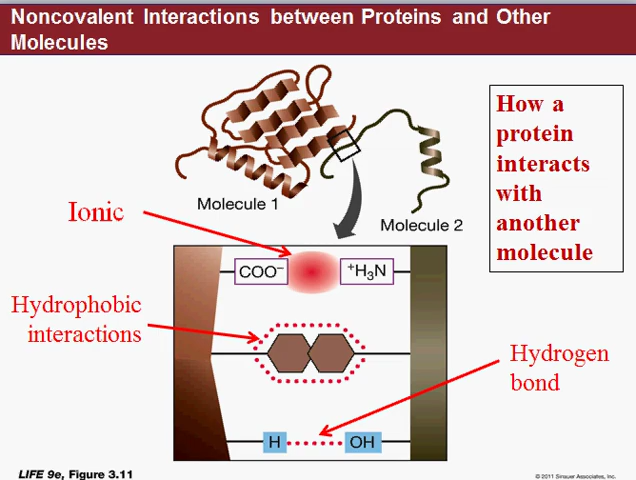 Noncovalent Interactions between Proteins and Other
Molecules
How a
protein
interacts
with
another
molecule
Molecule 1
Molecule 2
Ionic
COO⁻
⁺H₃N
Hydrophobic
interactions
Hydrogen
bond
H
OH
LIFE 9e, Figure 3.11
© 2011 Sinauer Associates, Inc.